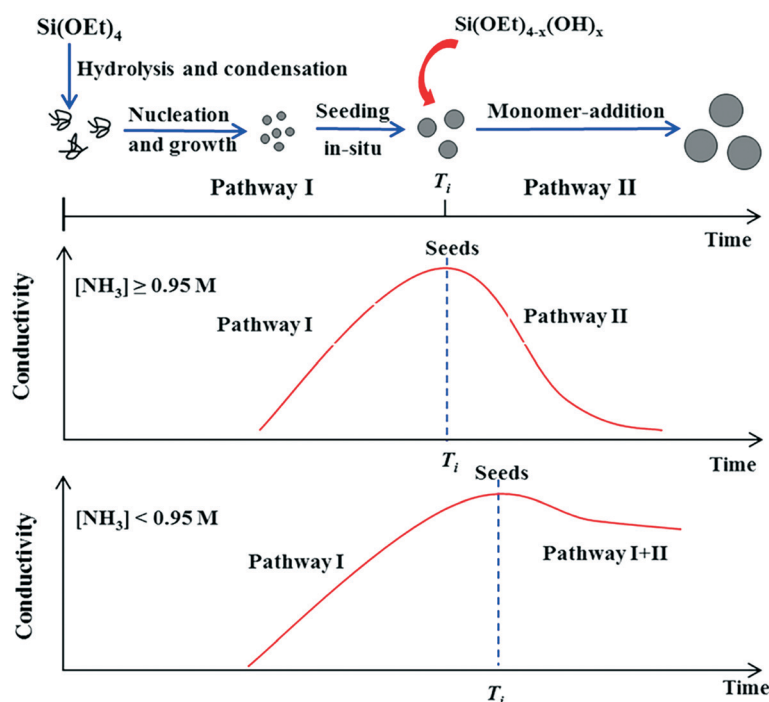 Si(OEt)₄
Si(OEt)₄₋ₓ(OH)ₓ
Hydrolysis and condensation
Nucleation
and growth
Seeding
in-situ
Monomer-addition
Pathway I
Tᵢ
Pathway II
Time
Seeds
[NH₃] ≥ 0.95 M
Pathway I
Pathway II
Conductivity
Tᵢ
Time
Seeds
[NH₃] < 0.95 M
Pathway I
Pathway I+II
Conductivity
Tᵢ
Time